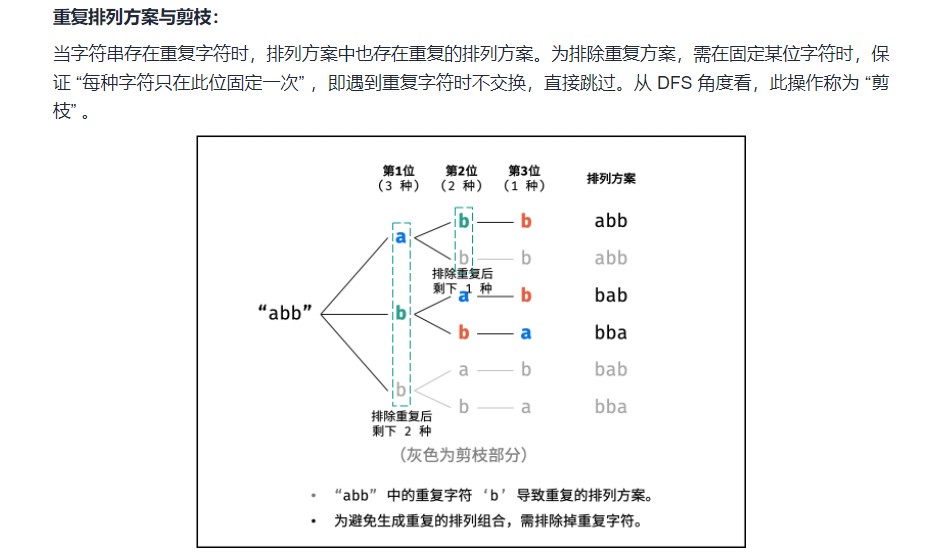 重复排列方案与剪枝：
当字符串存在重复字符时，排列方案中也存在重复的排列方案。为排除重复方案，需在固定某位字符时，保
证 “每种字符只在此位固定一次” ，即遇到重复字符时不交换，直接跳过。从 DFS 角度看，此操作称为 “剪
枝” 。
第1位 第2位 第3位 排列方案
（3 种） （2 种） （1 种）
b b abb
a
b b abb
排除重复后
剩下 1 种
a b bab
“abb” b
b a bba
a b bab
b
b a bba
排除重复后
剩下 2 种
（灰色为剪枝部分）
• “abb” 中的重复字符 ‘b’ 导致重复的排列方案。
• 为避免生成重复的排列组合，需排除掉重复字符。